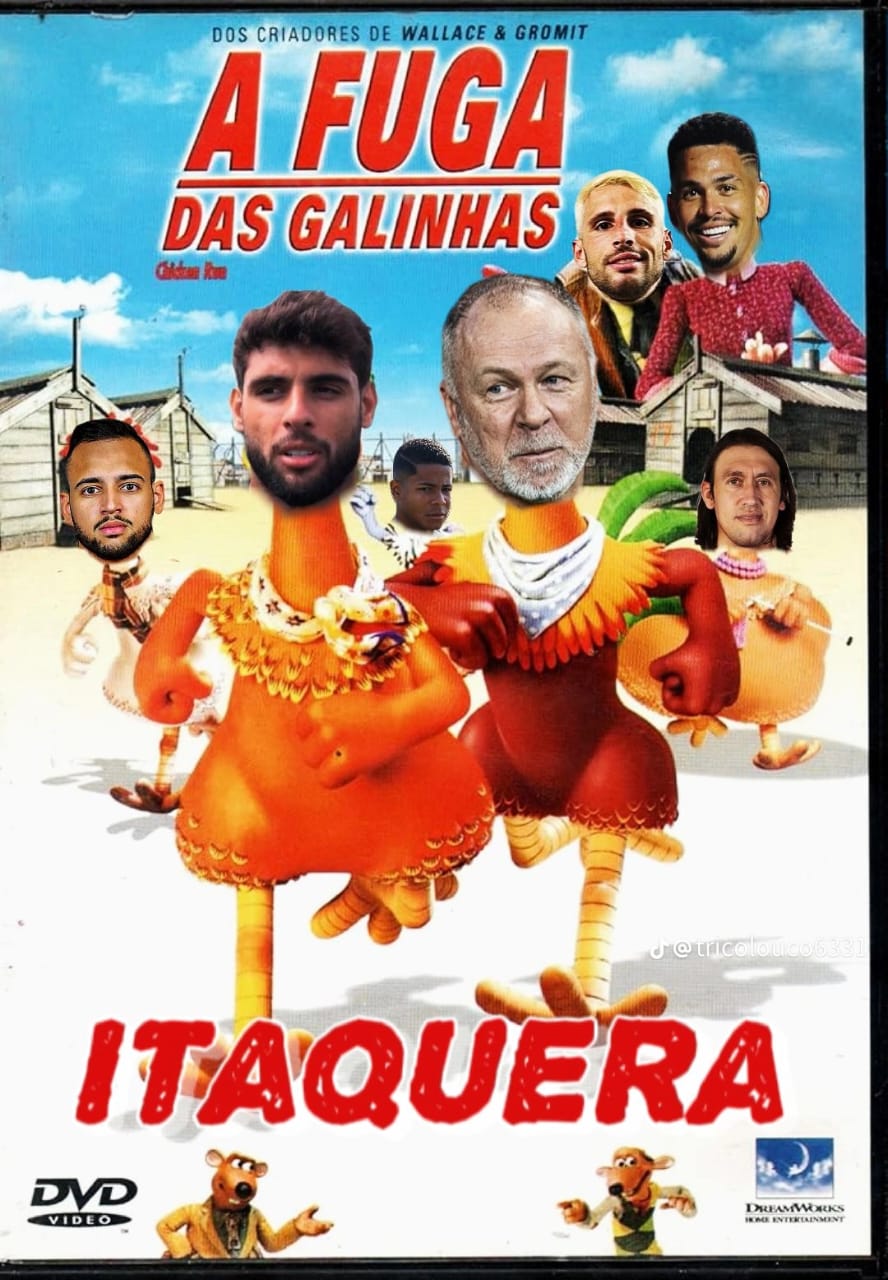 DOS CRIADORES DE WALLACE & GROMIT
A FUGA
DAS GALINHAS
Chicken Run
@tricolouco6331
ITAQUERA
DVD
VIDEO
DREAMWORKS
HOME ENTERTAINMENT